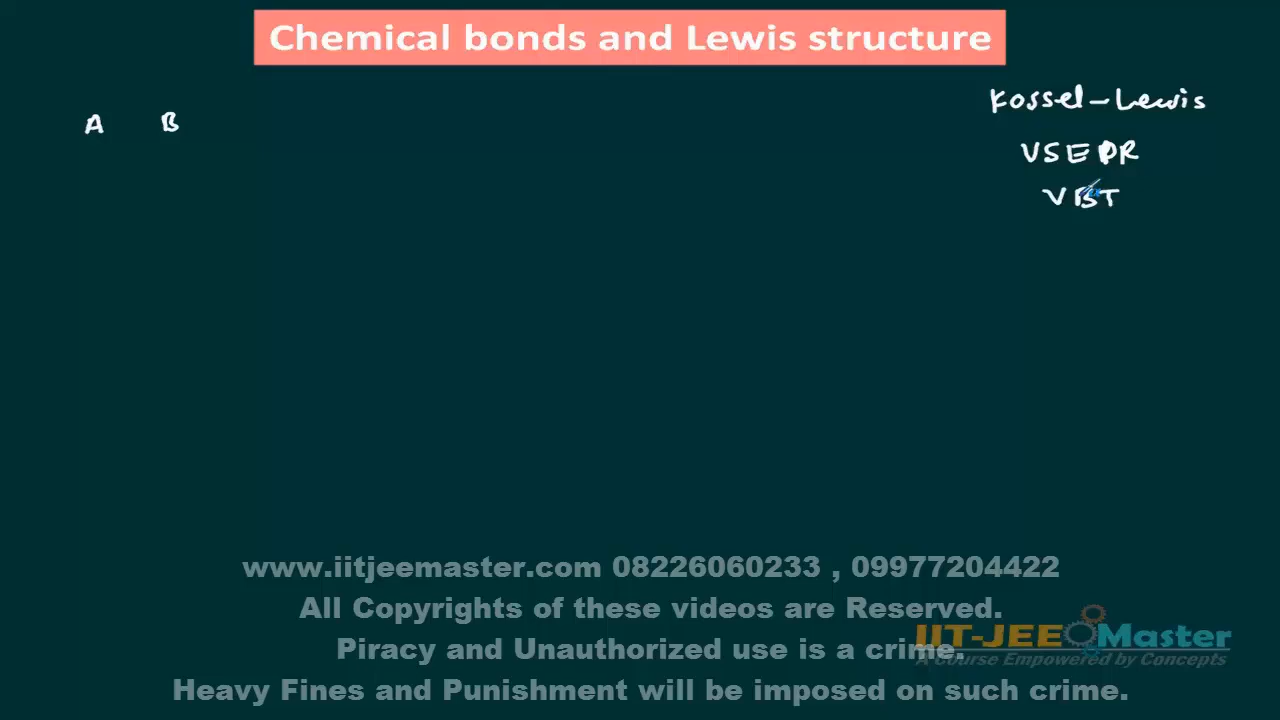 Chemical bonds and Lewis structure
A B
Kossel-Lewis
VSEPR
VBT
www.iitjeemaster.com 08226060233 , 09977204422
All Copyrights of these videos are Reserved.
IIT-JEE Master
Piracy and Unauthorized use is a crime.
A Course Empowered by Concepts
Heavy Fines and Punishment will be imposed on such crime.